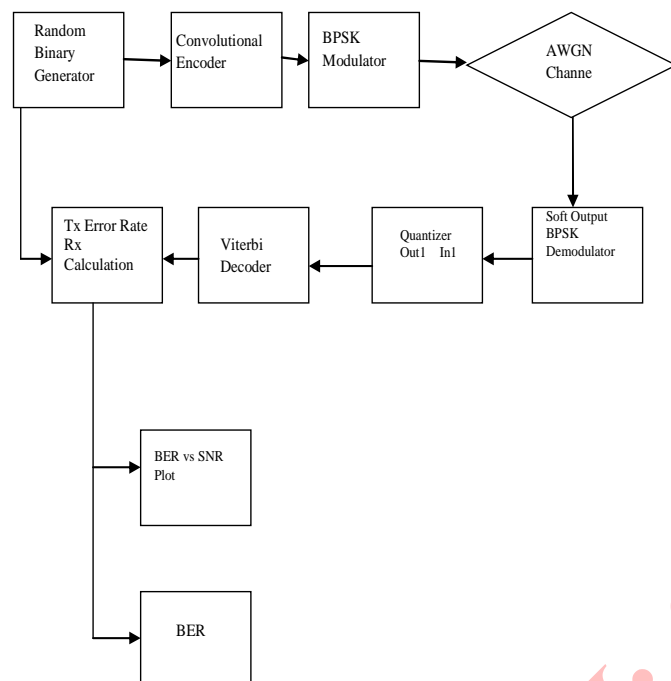 Random
Binary
Generator
Convolutional
Encoder
BPSK
Modulator
AWGN
Channe
Tx Error Rate
Rx
Calculation
Viterbi
Decoder
Quantizer
Out1 In1
Soft Output
BPSK
Demodulator
BER vs SNR
Plot
BER